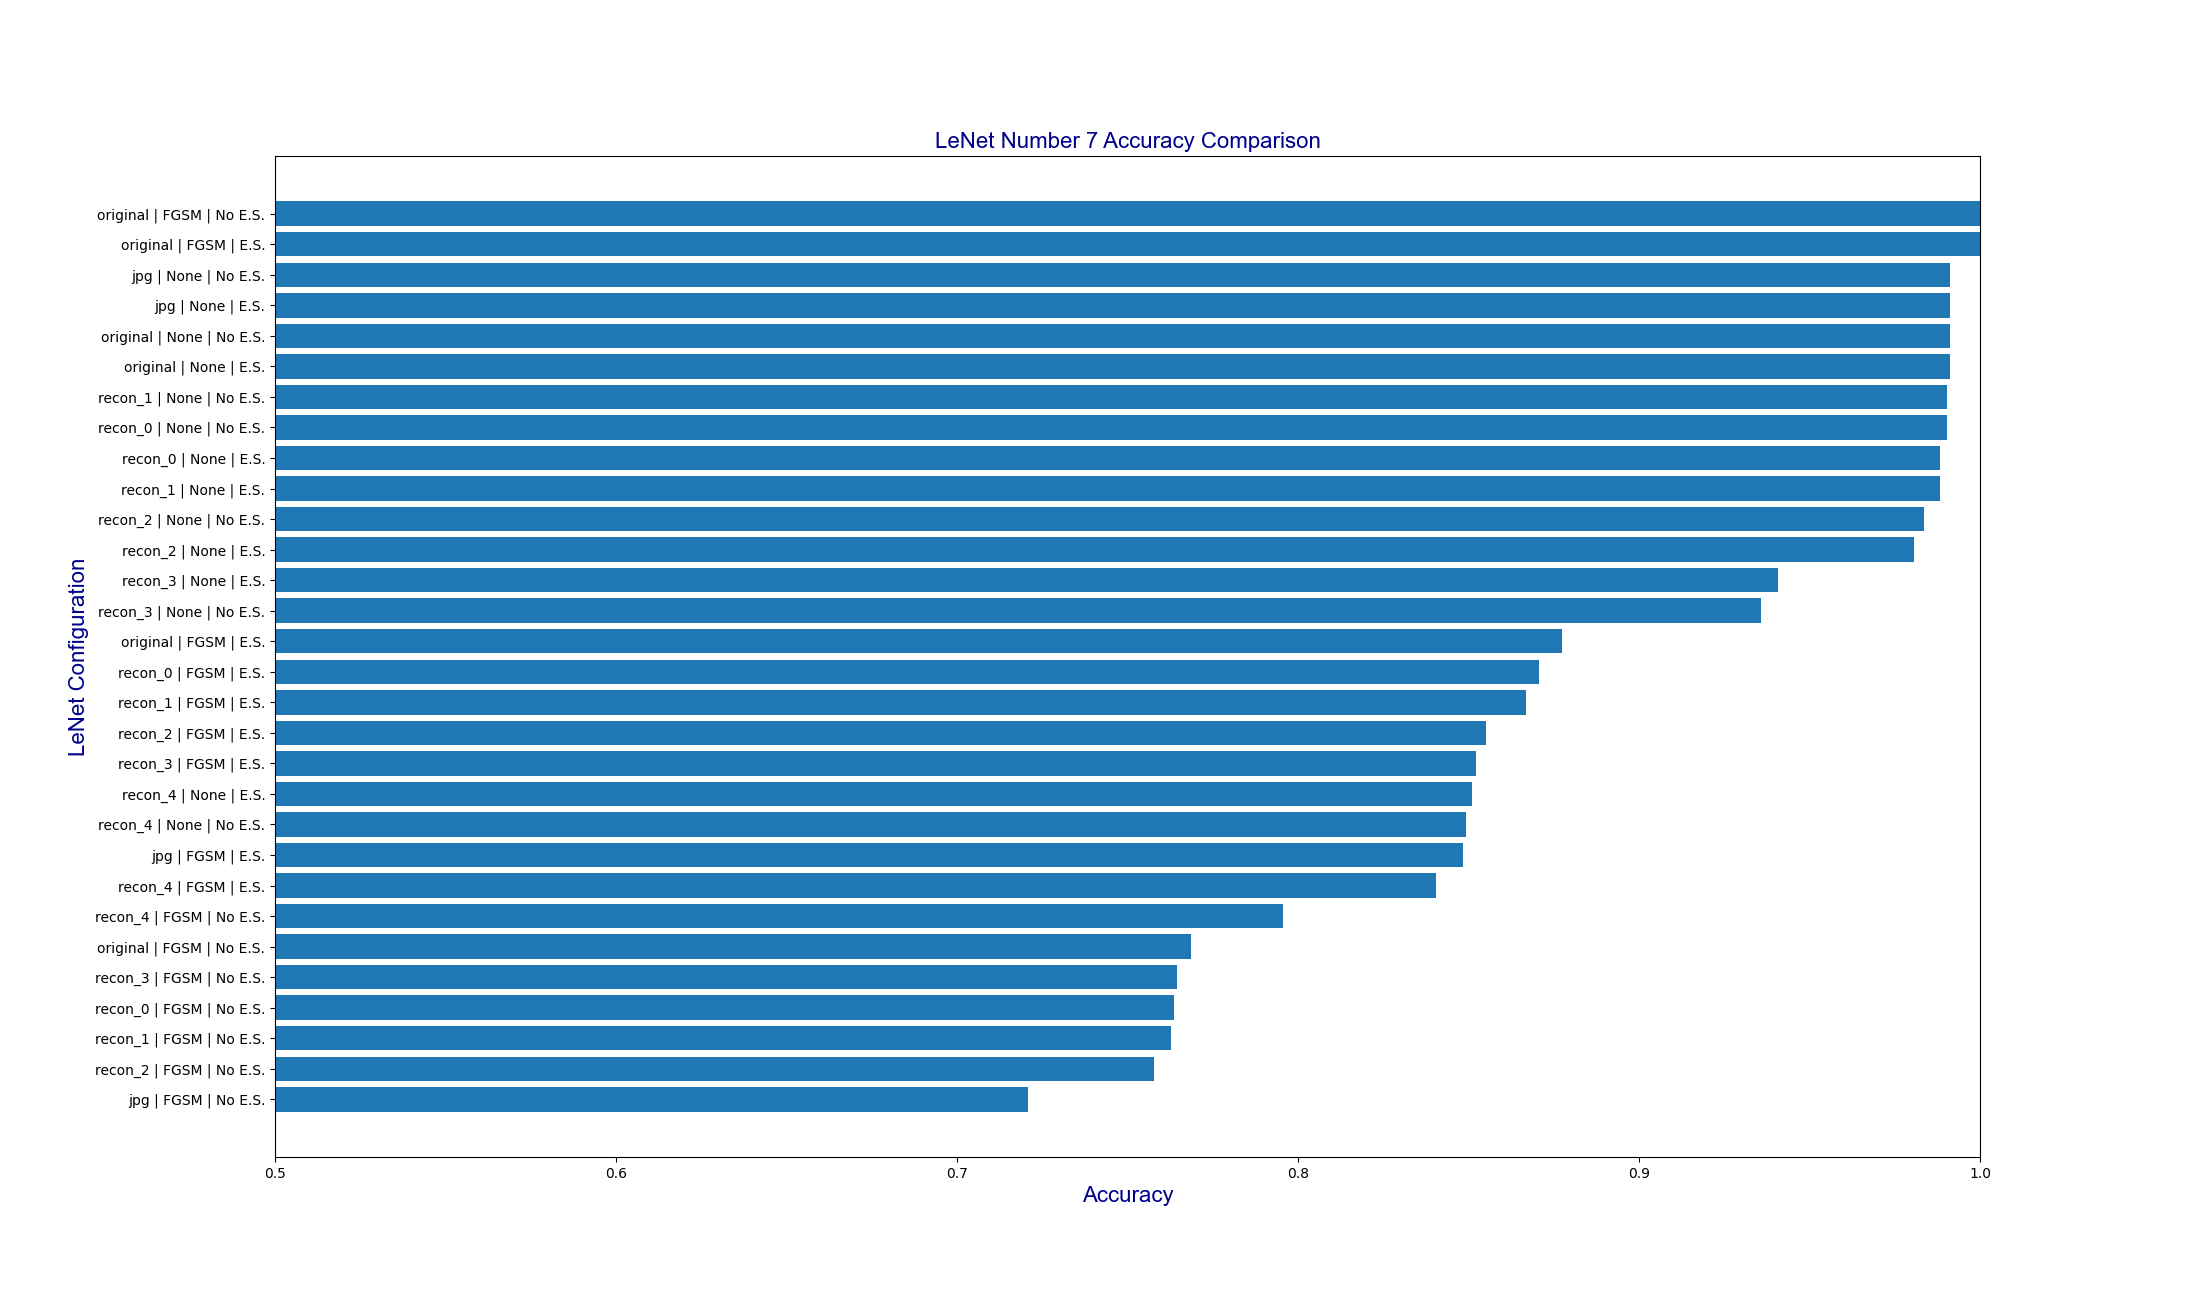 LeNet Number 7 Accuracy Comparison
original | FGSM | No E.S.
original | FGSM | E.S.
jpg | None | No E.S.
jpg | None | E.S.
original | None | No E.S.
original | None | E.S.
recon_1 | None | No E.S.
recon_0 | None | No E.S.
recon_0 | None | E.S.
recon_1 | None | E.S.
recon_2 | None | No E.S.
recon_2 | None | E.S.
recon_3 | None | E.S.
recon_3 | None | No E.S.
original | FGSM | E.S.
recon_0 | FGSM | E.S.
recon_1 | FGSM | E.S.
recon_2 | FGSM | E.S.
recon_3 | FGSM | E.S.
recon_4 | None | E.S.
recon_4 | None | No E.S.
jpg | FGSM | E.S.
recon_4 | FGSM | E.S.
recon_4 | FGSM | No E.S.
original | FGSM | No E.S.
recon_3 | FGSM | No E.S.
recon_0 | FGSM | No E.S.
recon_1 | FGSM | No E.S.
recon_2 | FGSM | No E.S.
jpg | FGSM | No E.S.
LeNet Configuration
0.5 0.6 0.7 0.8 0.9 1.0
Accuracy